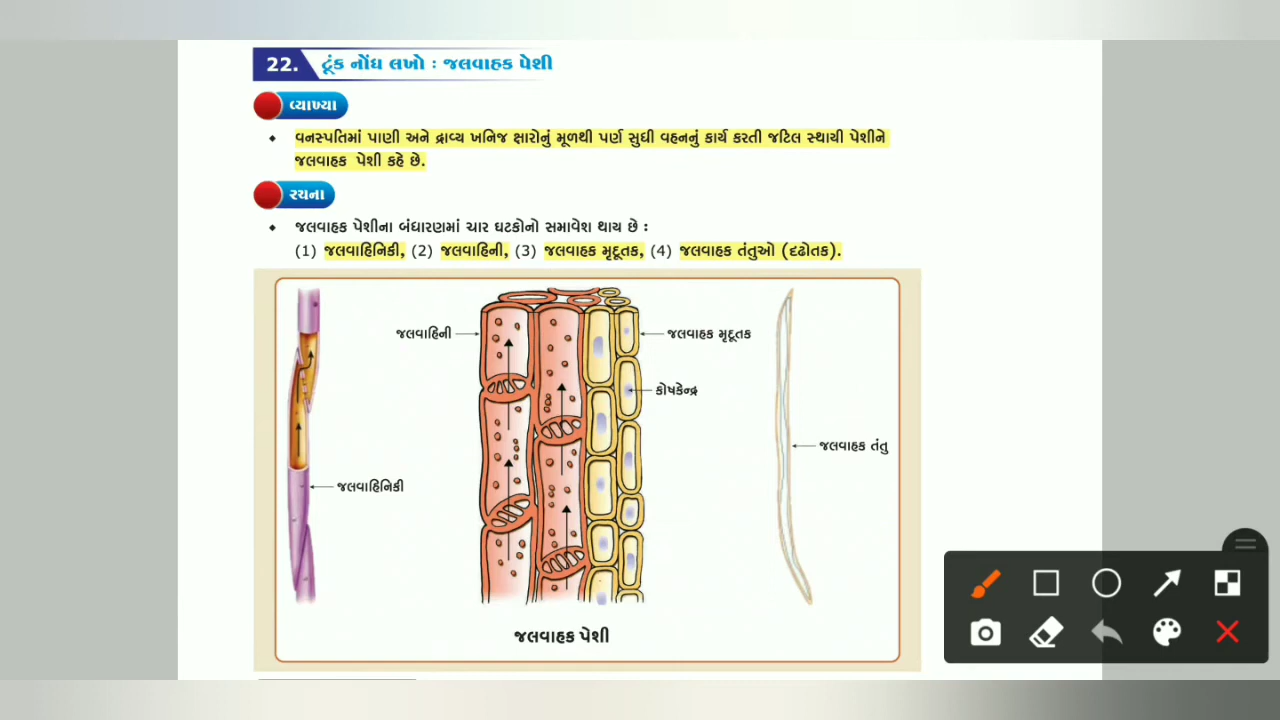 22. ટૂંક નોંધ લખો : જલવાહક પેશી
વ્યાખ્યા
વનસ્પતિમાં પાણી અને દ્રાવ્ય ખનિજ ક્ષારોનું મૂળથી પર્ણ સુધી વહનનું કાર્ય કરતી જટિલ સ્થાયી પેશીને
જલવાહક પેશી કહે છે.
રચના
જલવાહક પેશીના બંધારણમાં ચાર ઘટકોનો સમાવેશ થાય છે :
(1) જલવાહિનિકી, (2) જલવાહિની, (3) જલવાહક મૃદૂતક, (4) જલવાહક તંતુઓ (દઢોતક).
જલવાહિની
જલવાહક મૃદૂતક
કોષકેન્દ્ર
જલવાહક તંતુ
જલવાહિનિકી
જલવાહક પેશી